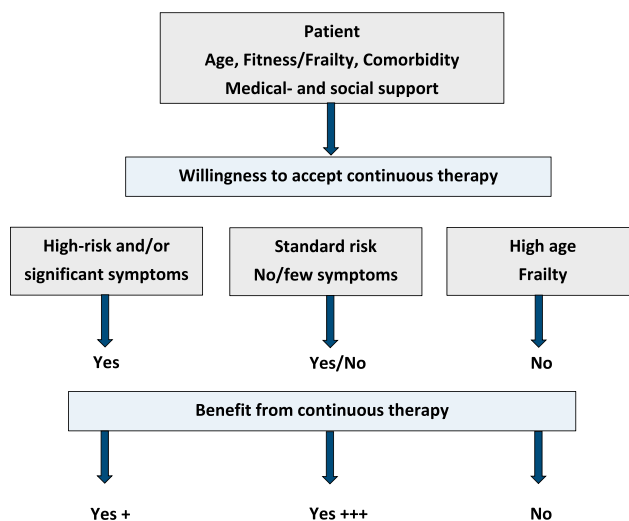 Patient
Age, Fitness/Frailty, Comorbidity
Medical- and social support
Willingness to accept continuous therapy
High-risk and/or
significant symptoms
Standard risk
No/few symptoms
High age
Frailty
Yes
Yes/No
No
Benefit from continuous therapy
Yes +
Yes +++
No